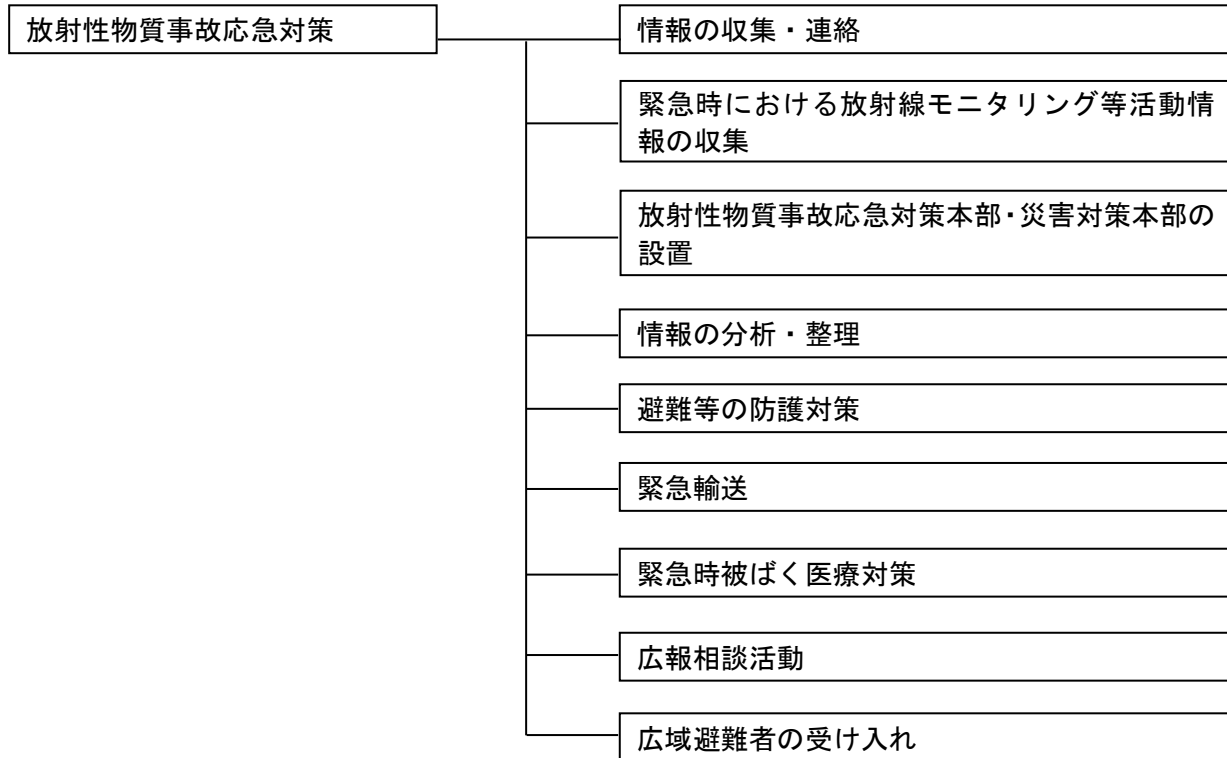 放射性物質事故応急対策
情報の収集・連絡
緊急時における放射線モニタリング等活動情
報の収集
放射性物質事故応急対策本部・災害対策本部の
設置
情報の分析・整理
避難等の防護対策
緊急輸送
緊急時被ばく医療対策
広報相談活動
広域避難者の受け入れ